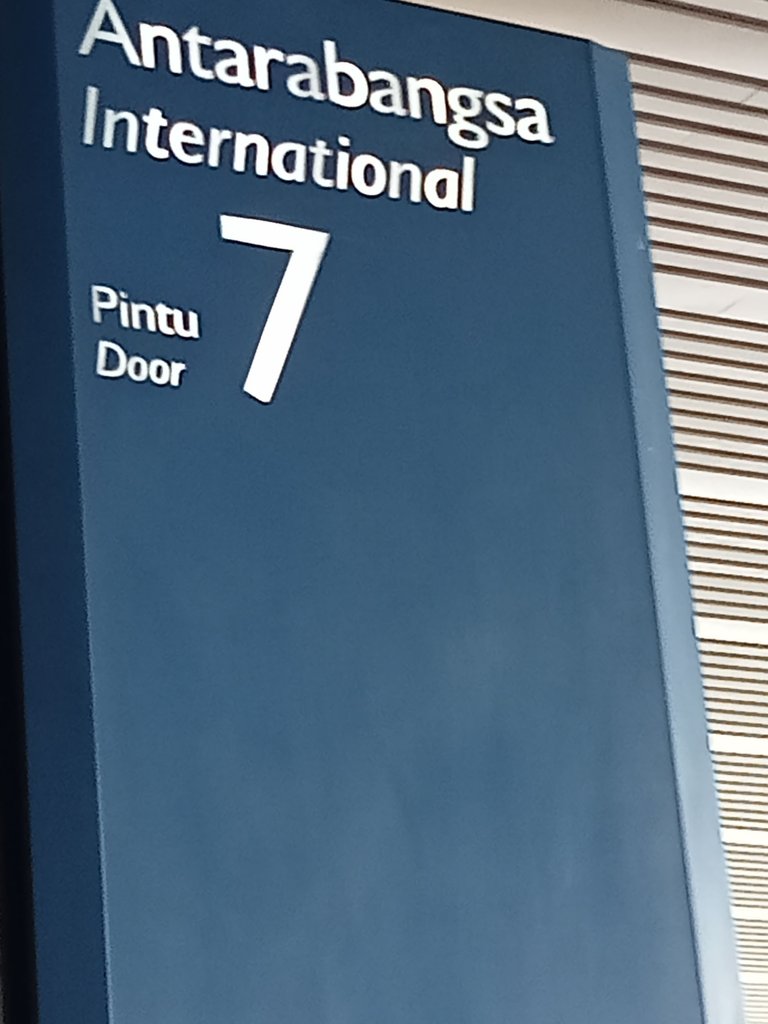 Antarabangsa
International
Pintu
Door
7